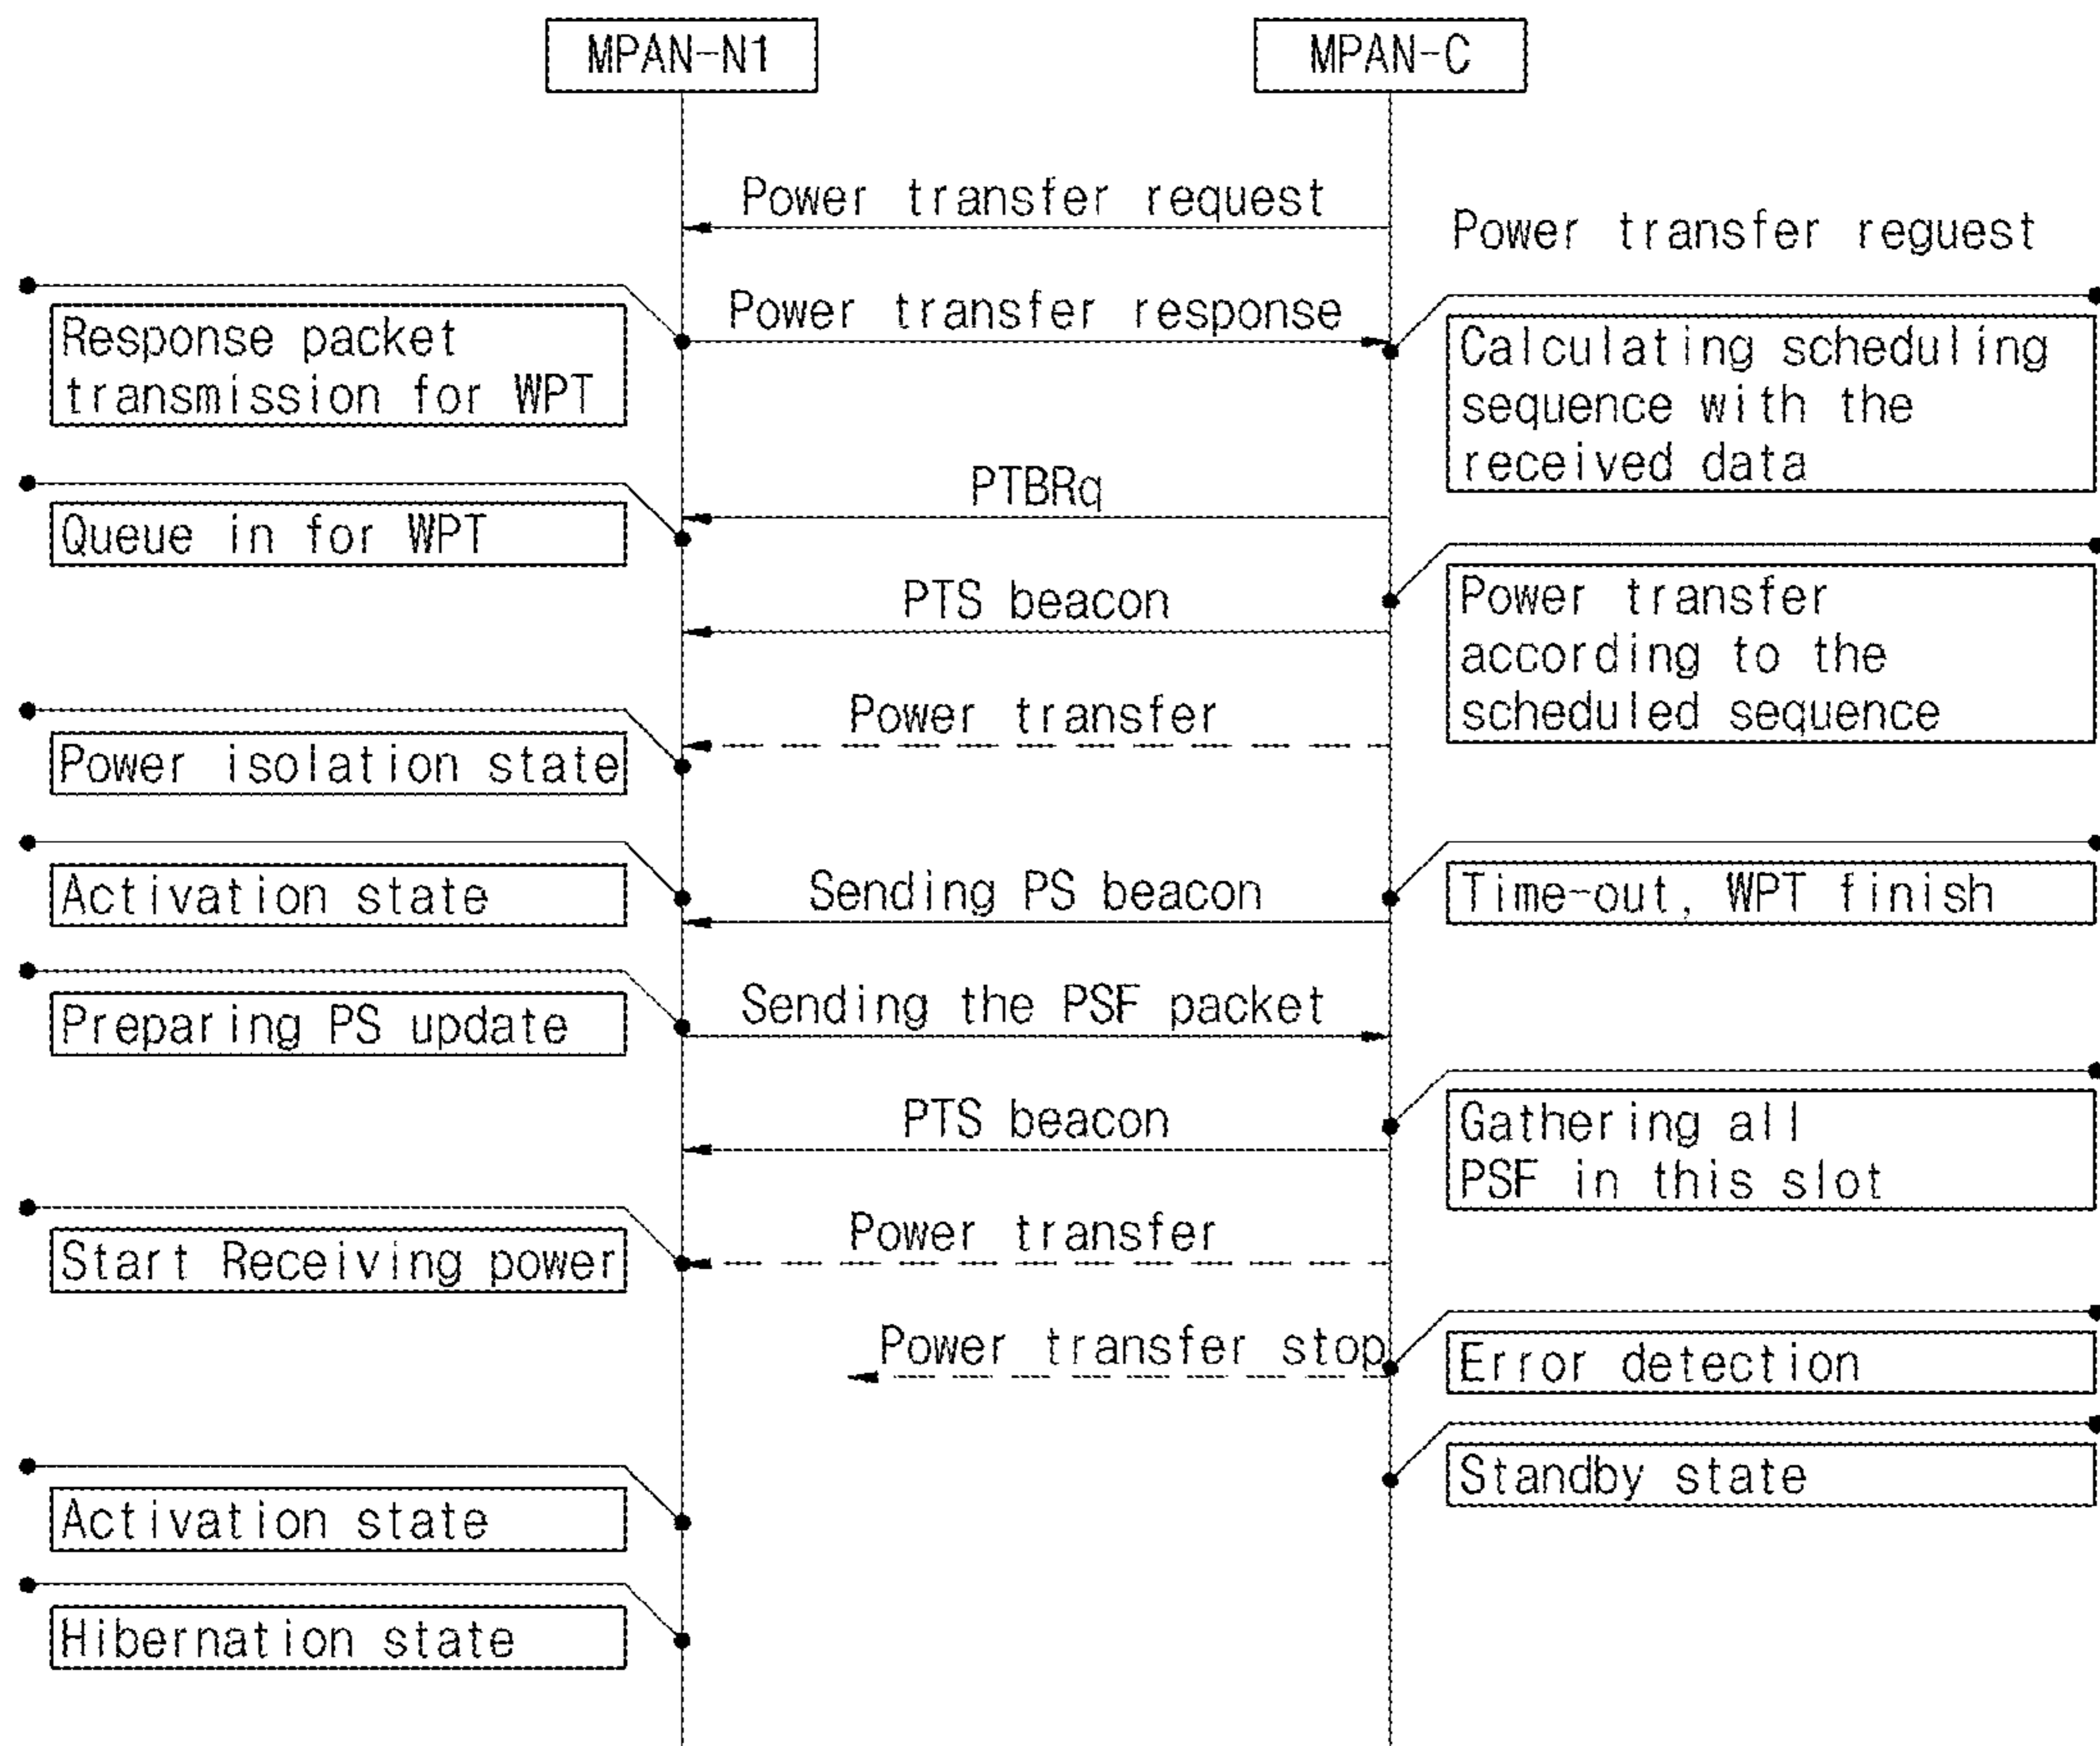 MPAN-N1
MPAN-C
Power transfer request
Power transfer reguest
Response packet
transmission for WPT
Power transfer response
Calculating scheduling
sequence with the
received data
PTBRq
Queue in for WPT
PTS beacon
Power transfer
according to the
scheduled sequence
Power transfer
Power isolation state
Activation state
Sending PS beacon
Time-out, WPT finish
Preparing PS update
Sending the PSF packet
PTS beacon
Gathering all
PSF in this slot
Power transfer
Start Receiving power
Power transfer stop
Error detection
Standby state
Activation state
Hibernation state